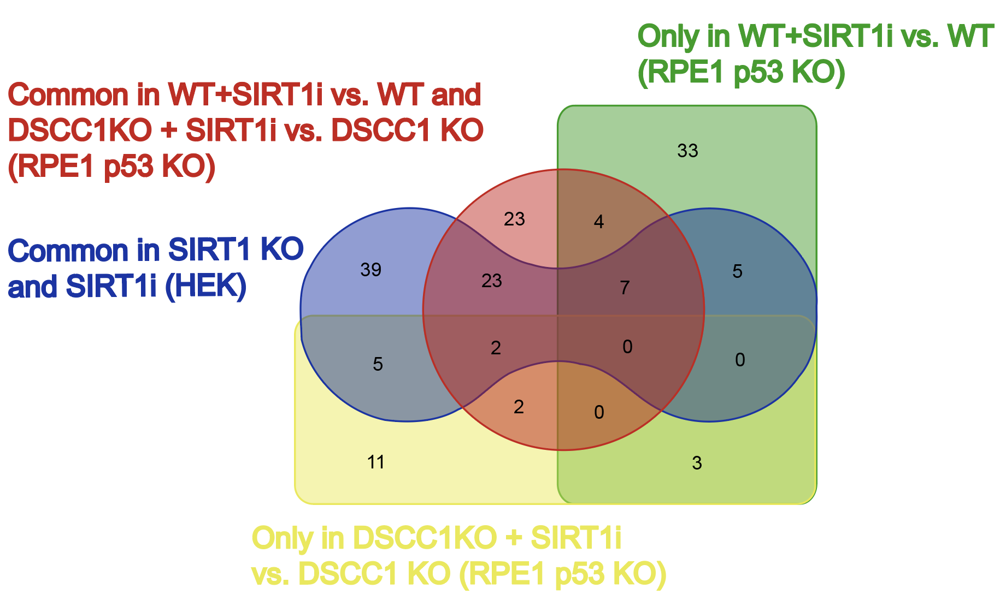 Only in WT+SIRT1i vs. WT
(RPE1 p53 KO)
Common in WT+SIRT1i vs. WT and
DSCC1KO + SIRT1i vs. DSCC1 KO
(RPE1 p53 KO)
Common in SIRT1 KO
and SIRT1i (HEK)
33
23
4
39
23
7
5
5
2
0
0
2
0
11
3
Only in DSCC1KO + SIRT1i
vs. DSCC1 KO (RPE1 p53 KO)